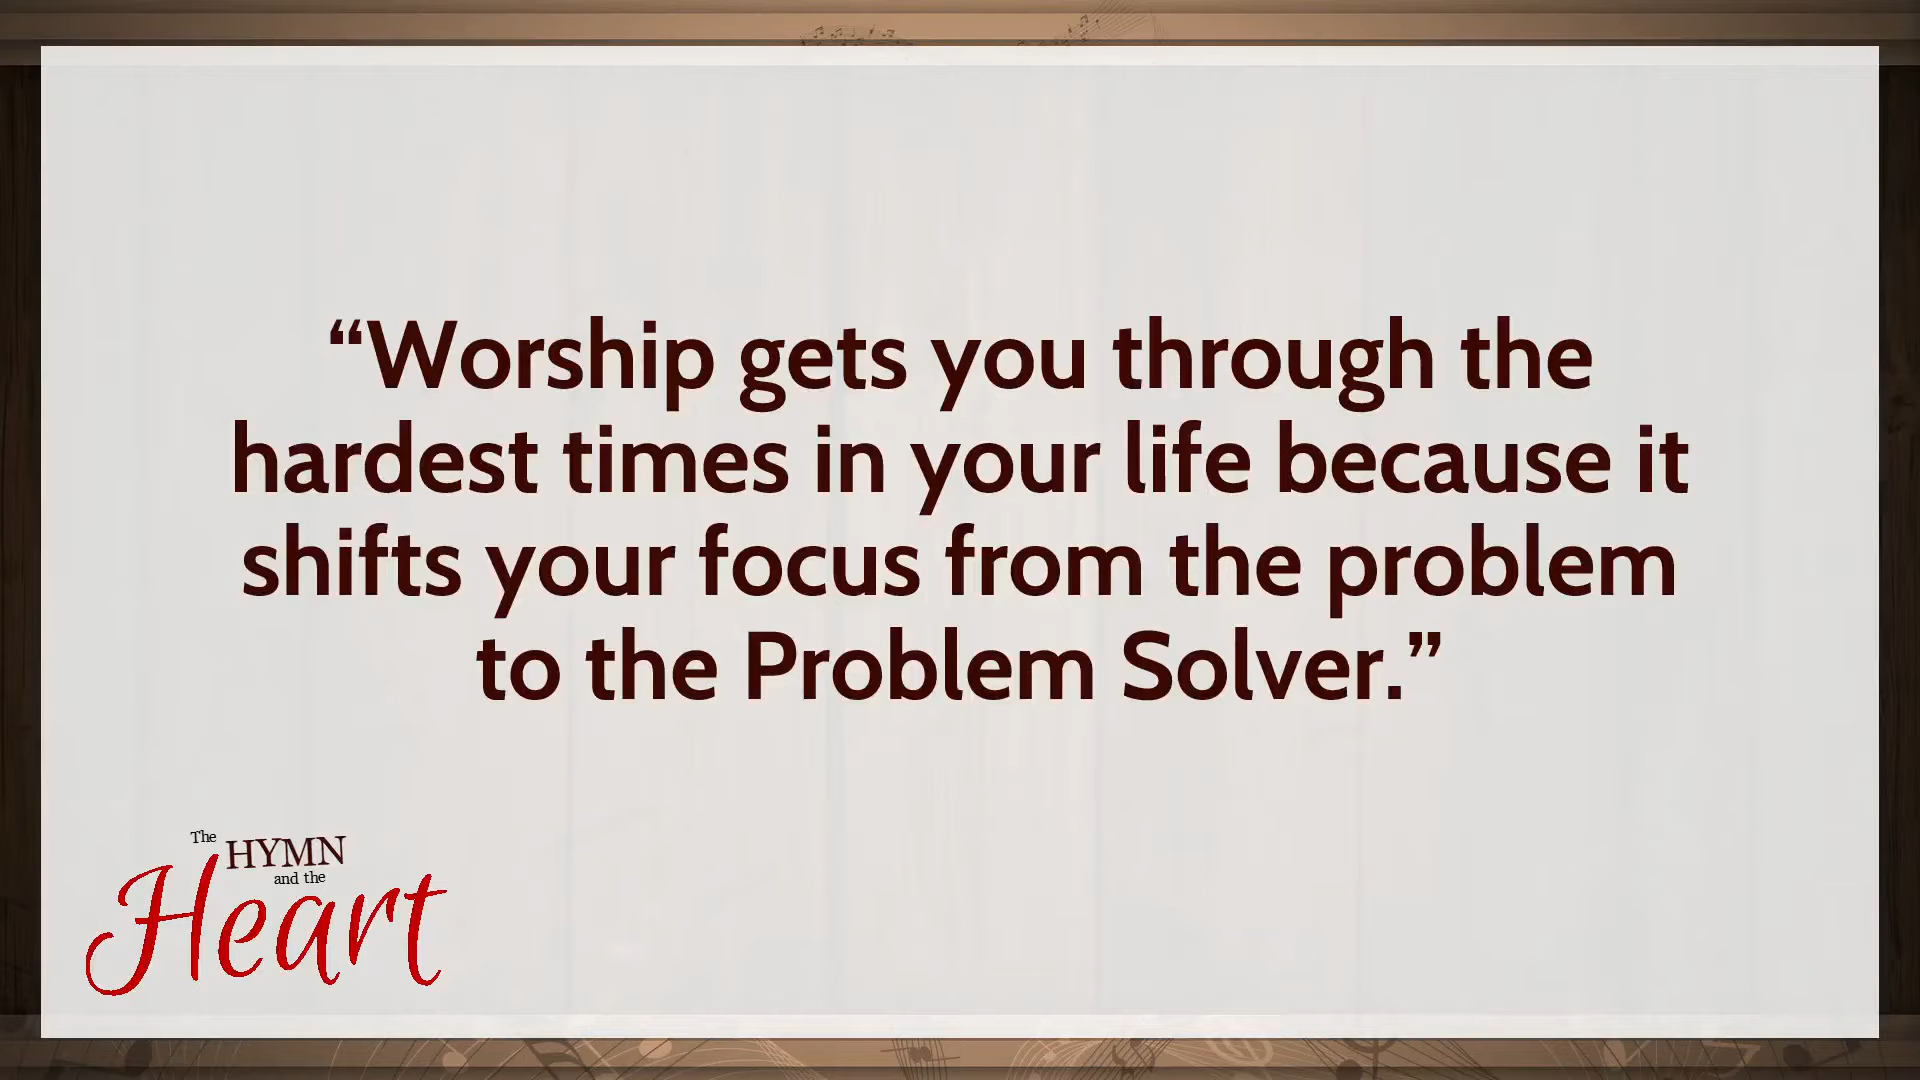 “Worship gets you through the
hardest times in your life because it
shifts your focus from the problem
to the Problem Solver.”
The
HYMN
and the
Heart